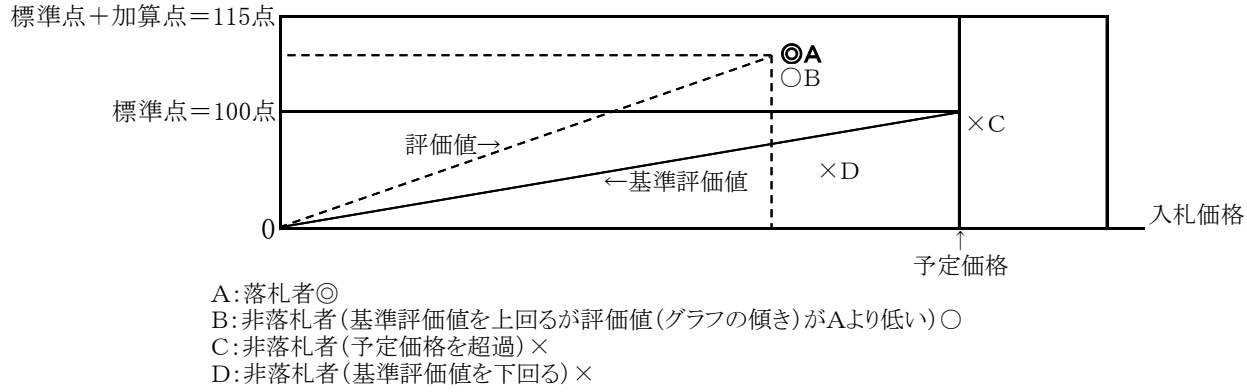 標準点＋加算点＝115点
◎A
○B
標準点＝100点
×C
評価値→
×D
←基準評価値
0
入札価格
↑
予定価格
A：落札者◎
B：非落札者（基準評価値を上回るが評価値（グラフの傾き）がAより低い）○
C：非落札者（予定価格を超過）×
D：非落札者（基準評価値を下回る）×